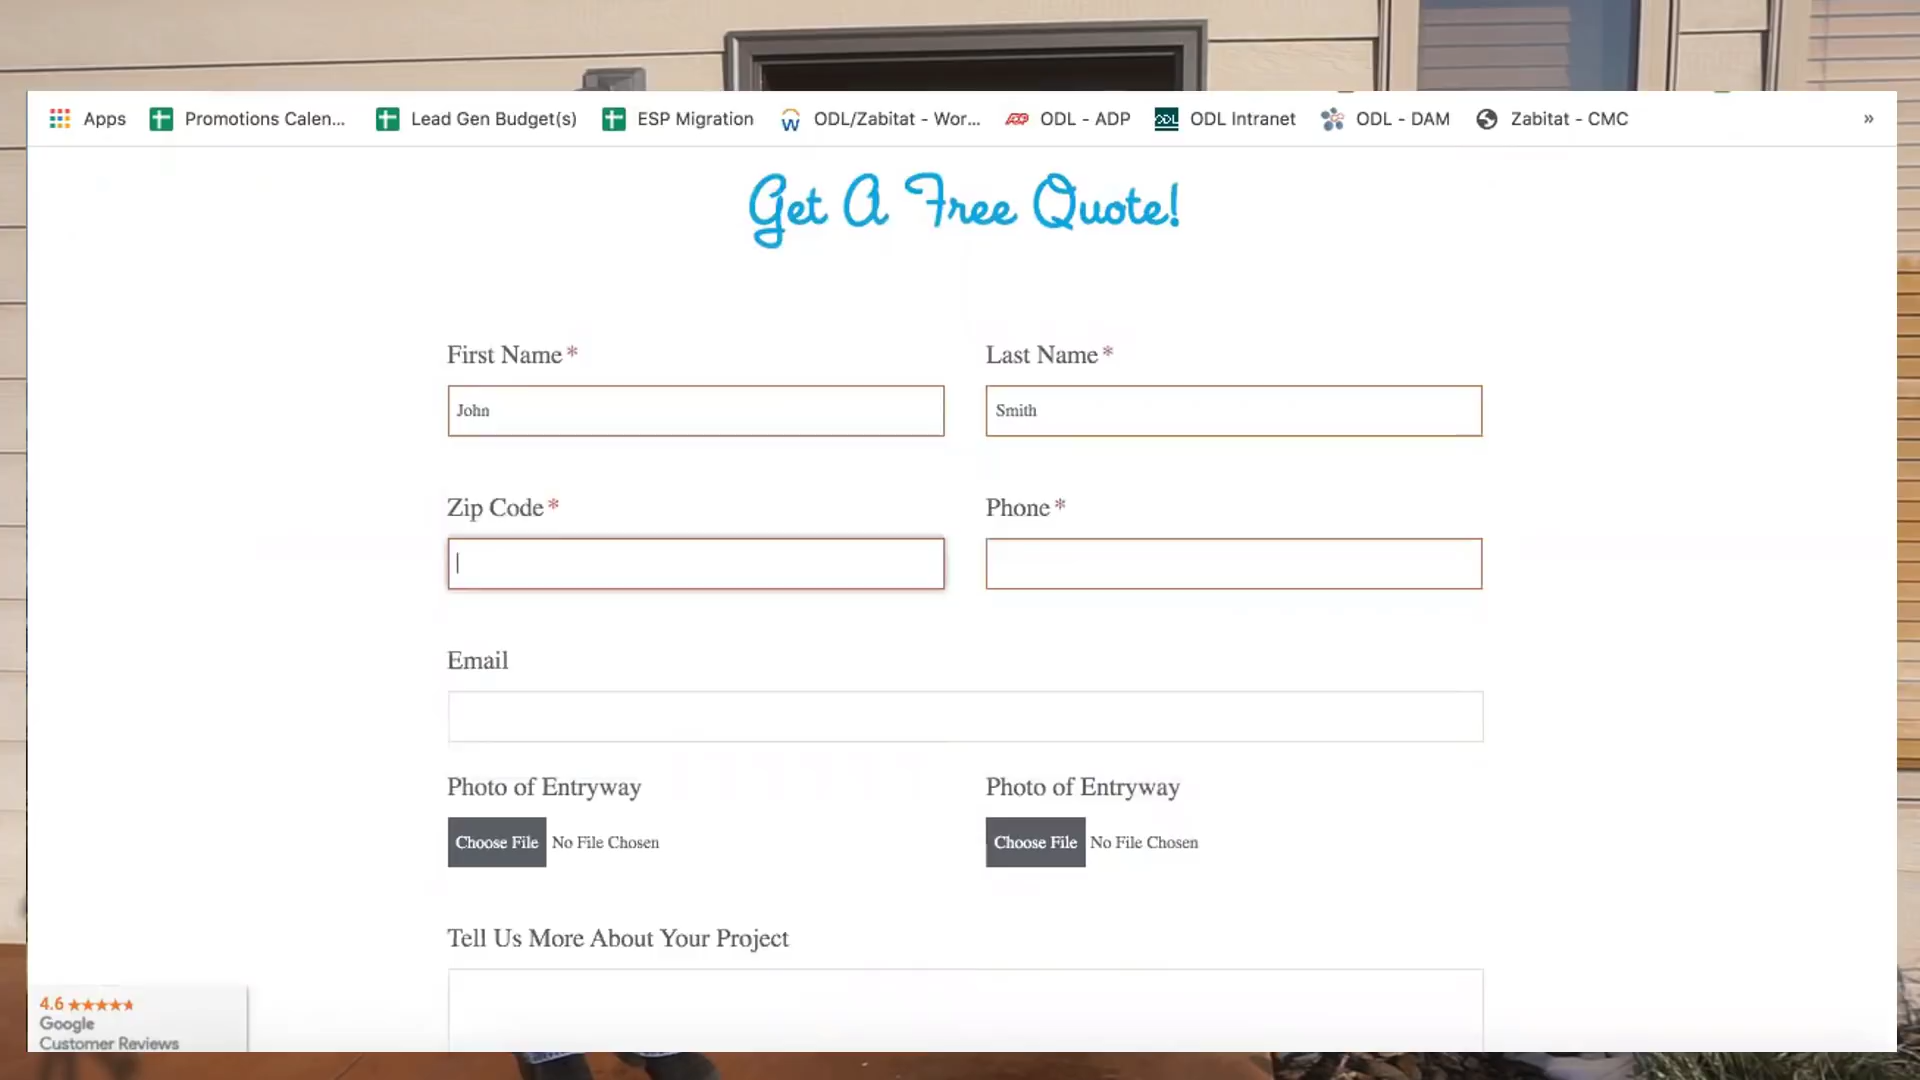 Apps Promotions Calen... Lead Gen Budget(s) ESP Migration ODL/Zabitat - Wor... ODL - ADP ODL Intranet ODL - DAM Zabitat - CMC »
Get A Free Quote!
First Name * Last Name *
John Smith
Zip Code * Phone *
Email
Photo of Entryway Photo of Entryway
Choose File No File Chosen Choose File No File Chosen
Tell Us More About Your Project
4.6 ★★★★★
Google
Customer Reviews